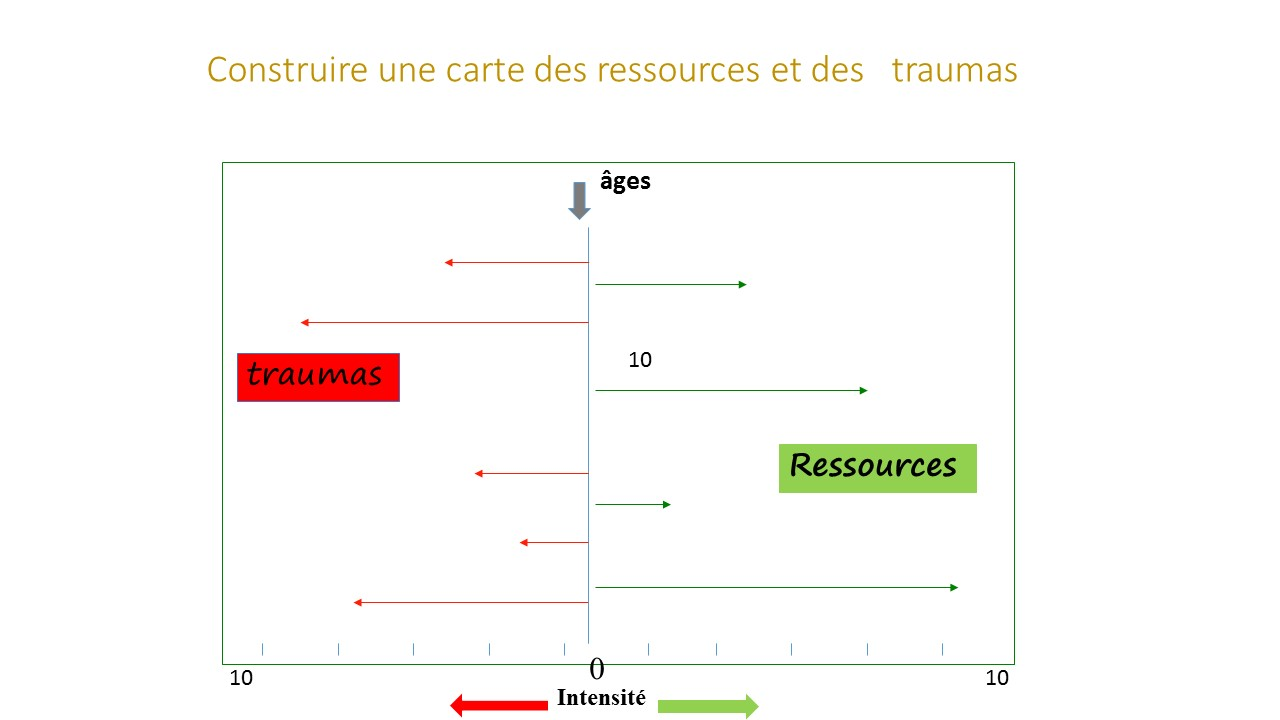 Construire une carte des ressources et des traumas
âges
10
traumas
Ressources
0
10
10
Intensité